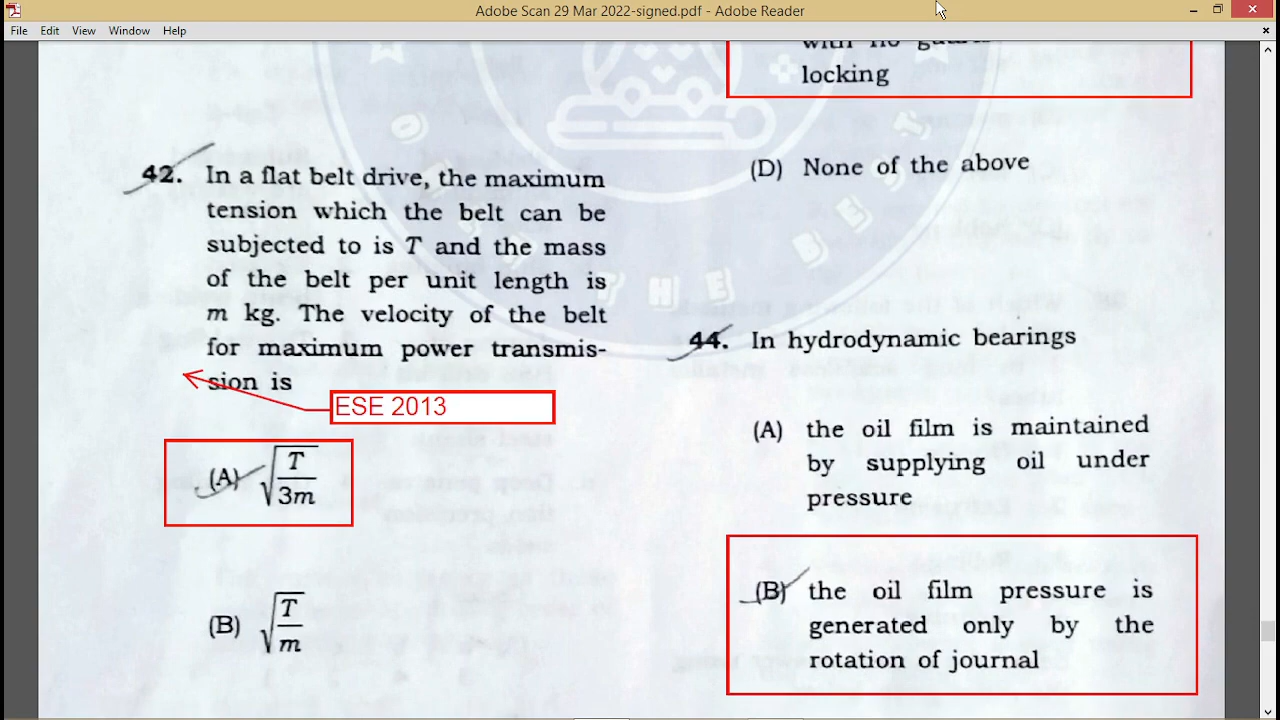 Adobe Scan 29 Mar 2022-signed.pdf - Adobe Reader
File Edit View Window Help
42. In a flat belt drive, the maximum
tension which the belt can be
subjected to is T and the mass
of the belt per unit length is
m kg. The velocity of the belt
for maximum power transmis-
sion is
ESE 2013
(A) √(T/3m)
(B) √(T/m)
with no
locking
(D) None of the above
44. In hydrodynamic bearings
(A) the oil film is maintained
by supplying oil under
pressure
(B) the oil film pressure is
generated only by the
rotation of journal
THE